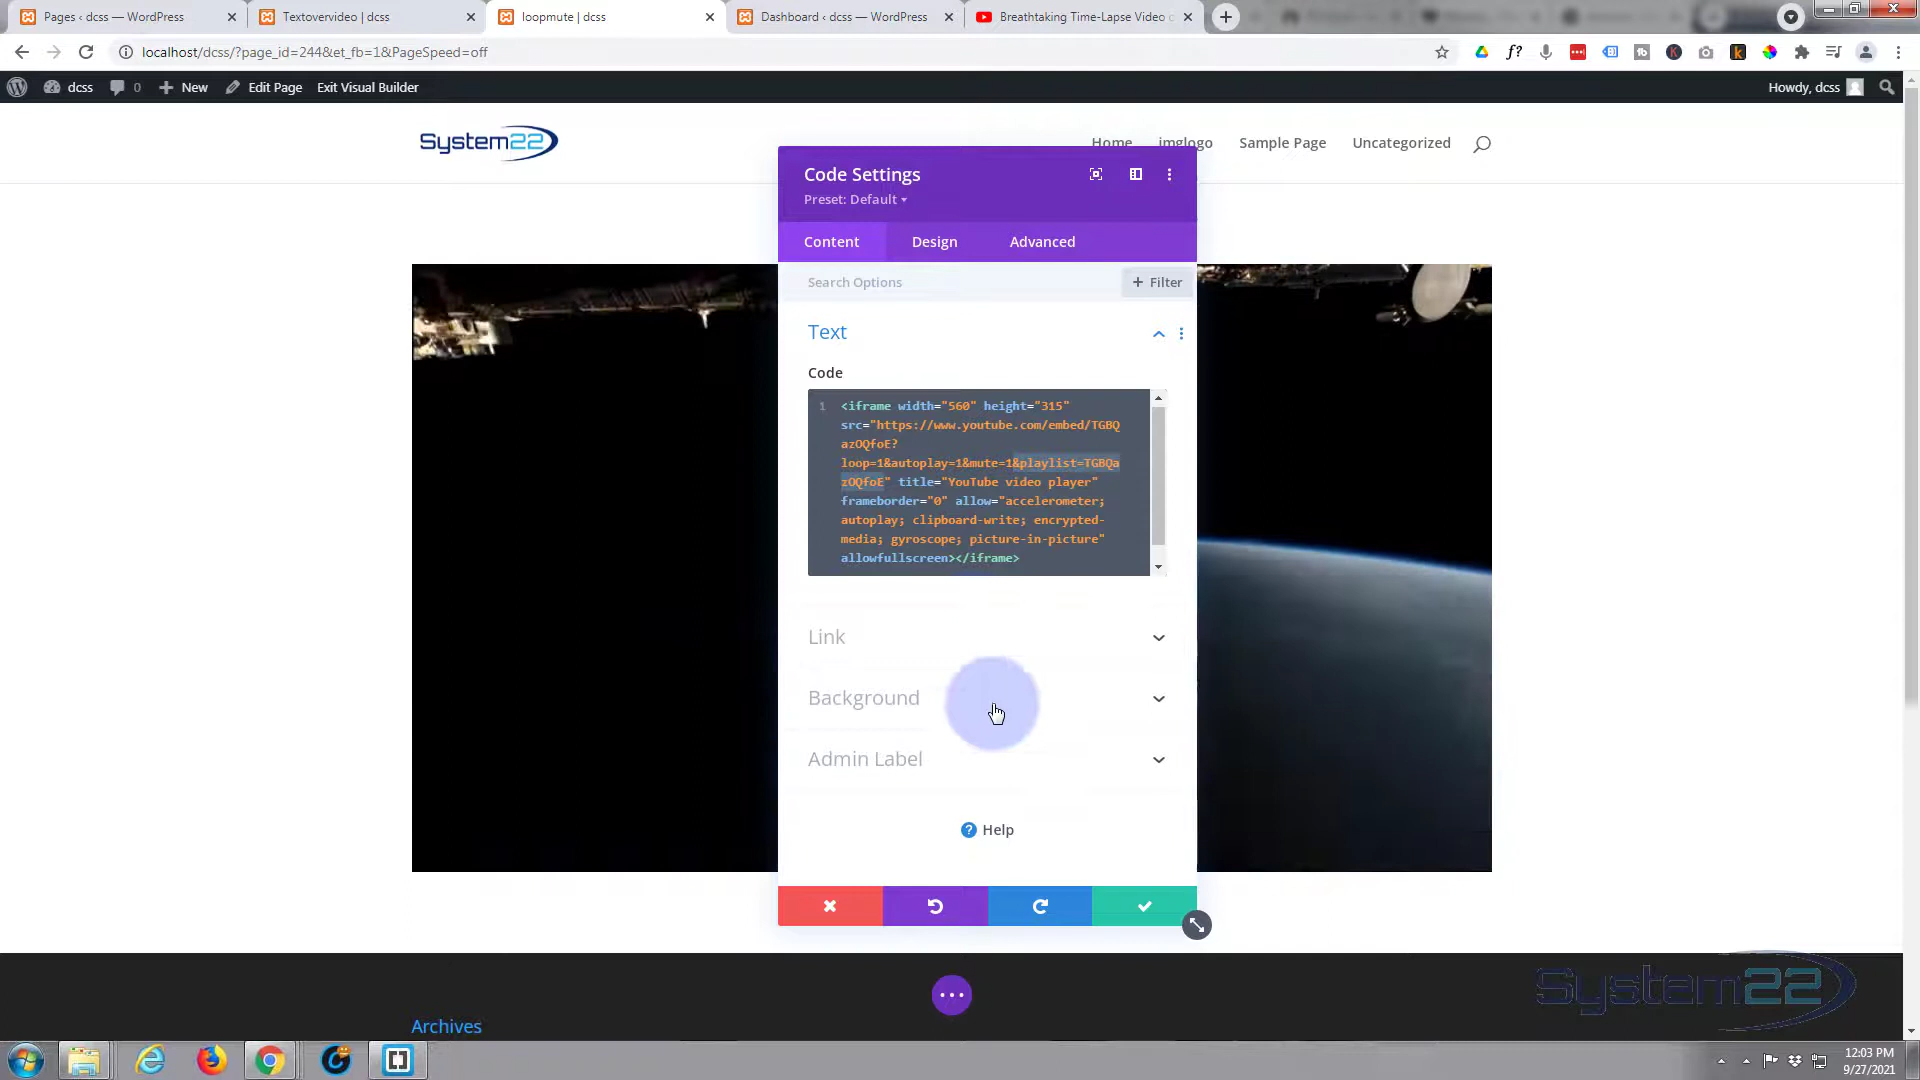 Pages ‹ dcss — WordPress
Textovervideo | dcss
loopmute | dcss
Dashboard ‹ dcss — WordPress
Breathtaking Time-Lapse Video
localhost/dcss/?page_id=244&et_fb=1&PageSpeed=off
dcss
0
New
Edit Page
Exit Visual Builder
Howdy, dcss
System22
Home
imglogo
Sample Page
Uncategorized
Code Settings
Preset: Default
Content
Design
Advanced
Search Options
+ Filter
Text
Code
1
<iframe width="560" height="315"
src="https://www.youtube.com/embed/TGBQ
azOQfoE?
loop=1&autoplay=1&mute=1&playlist=TGBQa
zOQfoE" title="YouTube video player"
frameborder="0" allow="accelerometer;
autoplay; clipboard-write; encrypted-
media; gyroscope; picture-in-picture"
allowfullscreen></iframe>
Link
Background
Admin Label
Help
System22
Archives
12:03 PM
9/27/2021